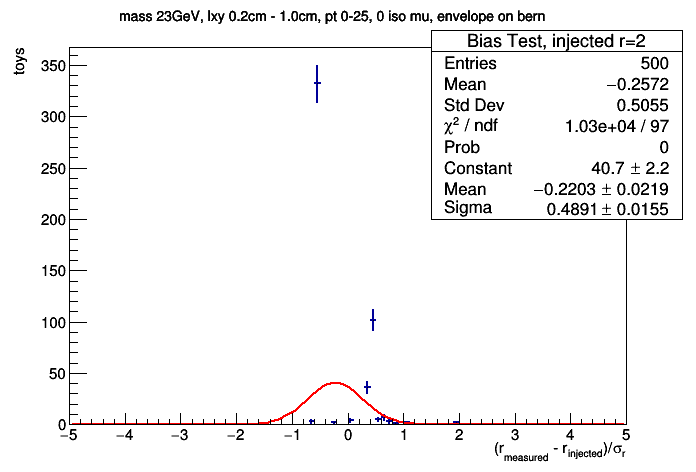 mass 23GeV, lxy 0.2cm - 1.0cm, pt 0-25, 0 iso mu, envelope on bern
Bias Test, injected r=2
Entries 500
Mean −0.2572
Std Dev 0.5055
χ² / ndf 1.03e+04 / 97
Prob 0
Constant 40.7 ± 2.2
Mean −0.2203 ± 0.0219
Sigma 0.4891 ± 0.0155
toys
350
300
250
200
150
100
50
0
−5 −4 −3 −2 −1 0 1 2 3 4 5
(r_measured - r_injected)/σ_r